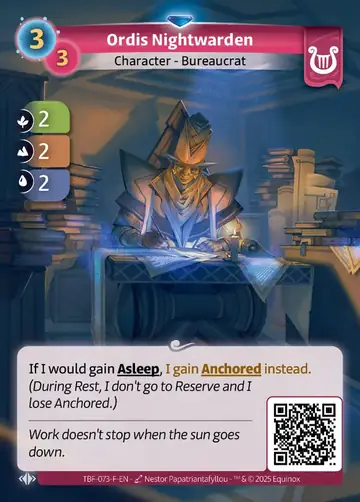 3
3
Ordis Nightwarden
Character - Bureaucrat
2
2
2
If I would gain Asleep, I gain Anchored instead.
(During Rest, I don't go to Reserve and I
lose Anchored.)
Work doesn't stop when the sun goes
down.
TBF-073-F-EN - Nestor Papatriantafyllou - ™ & © 2025 Equinox